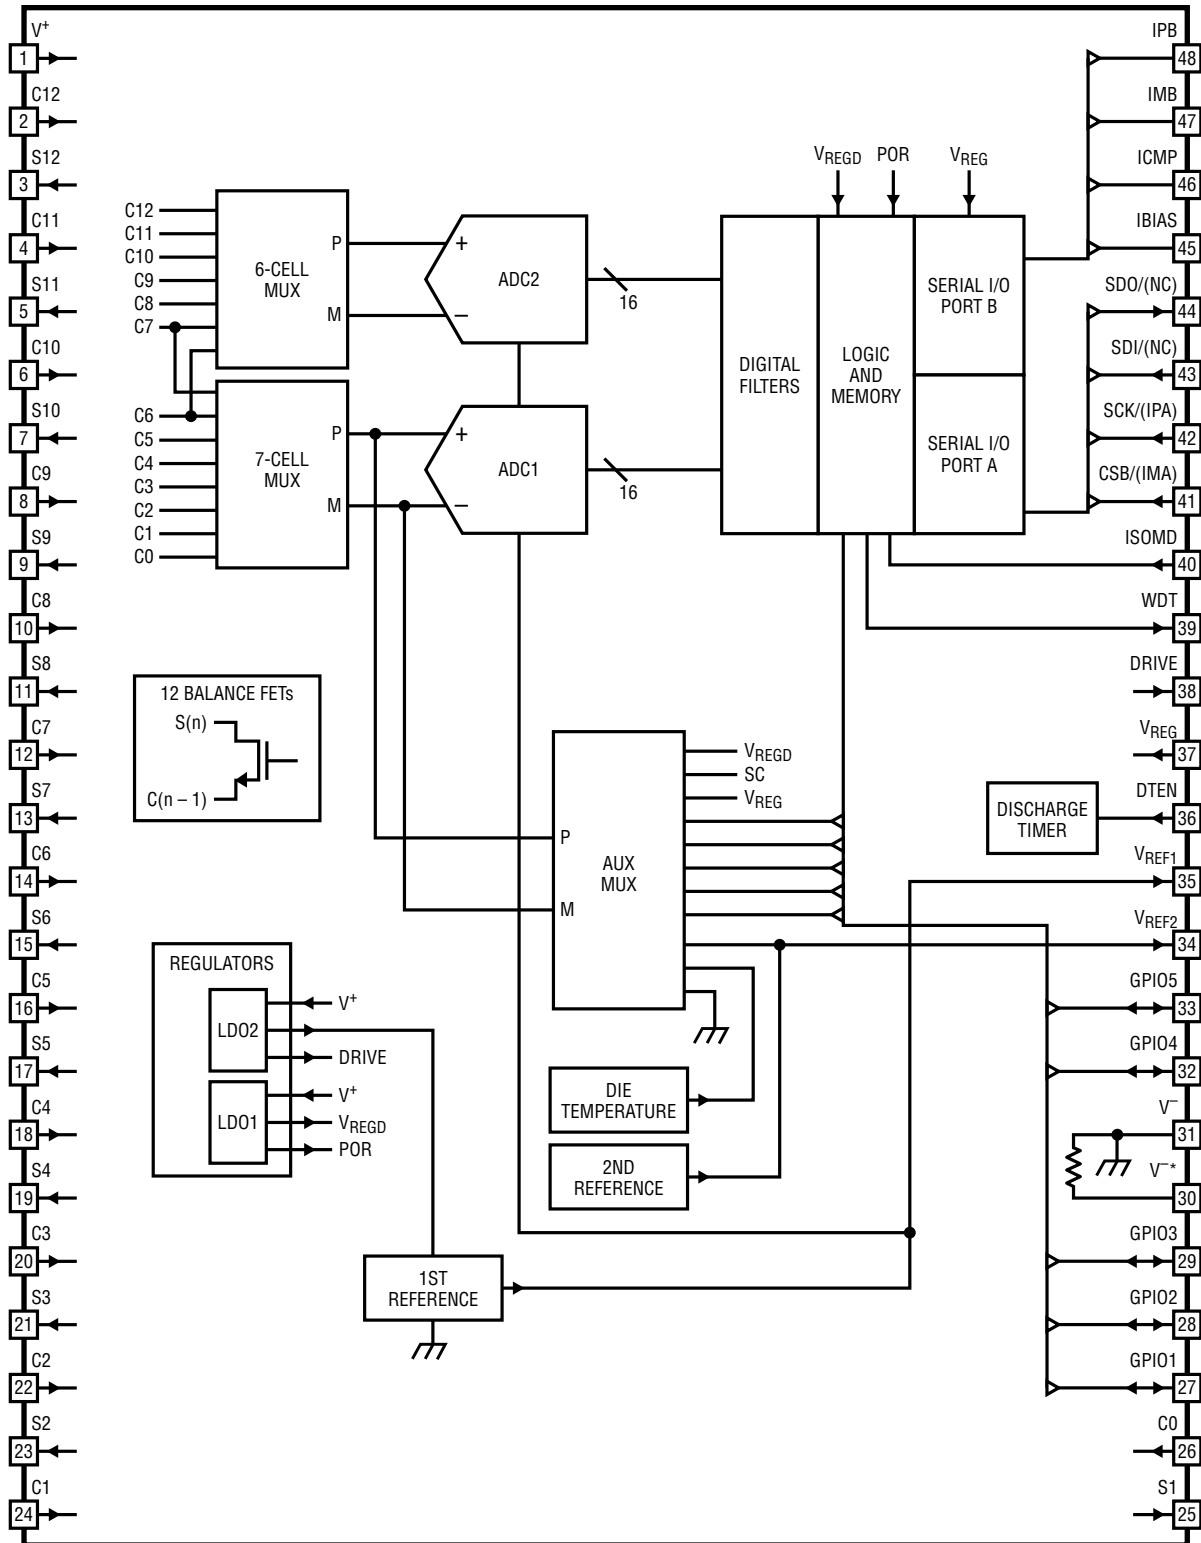 V+
1
C12
2
S12
3
C11
4
S11
5
C10
6
S10
7
C9
8
S9
9
C8
10
S8
11
C7
12
S7
13
C6
14
S6
15
C5
16
S5
17
C4
18
S4
19
C3
20
S3
21
C2
22
S2
23
C1
24
C12
C11
C10
C9
C8
C7
C6
C5
C4
C3
C2
C1
C0
6-CELL
MUX
P
M
7-CELL
MUX
P
M
+
−
ADC2
16
+
−
ADC1
16
VREGD
POR
VREG
DIGITAL
FILTERS
LOGIC
AND
MEMORY
SERIAL I/O
PORT B
SERIAL I/O
PORT A
12 BALANCE FETs
S(n)
C(n – 1)
P
M
AUX
MUX
VREGD
SC
VREG
DISCHARGE
TIMER
REGULATORS
LDO2
V+
DRIVE
LDO1
V+
VREGD
POR
DIE
TEMPERATURE
2ND
REFERENCE
1ST
REFERENCE
IPB
48
IMB
47
ICMP
46
IBIAS
45
SDO/(NC)
44
SDI/(NC)
43
SCK/(IPA)
42
CSB/(IMA)
41
ISOMD
40
WDT
39
DRIVE
38
VREG
37
DTEN
36
VREF1
35
VREF2
34
GPIO5
33
GPIO4
32
V−
31
V−*
30
GPIO3
29
GPIO2
28
GPIO1
27
C0
26
S1
25